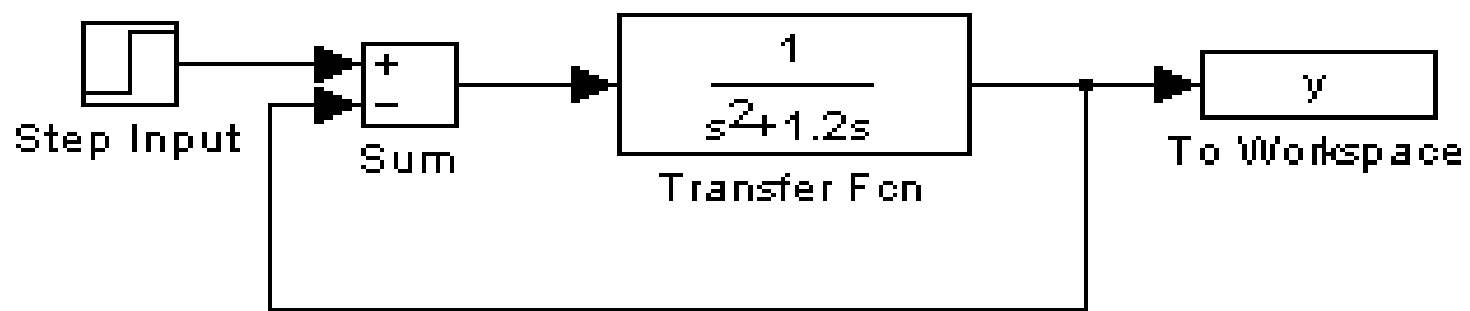 +
−
1
s²+1.2s
y
Step Input
Sum
Transfer Fcn
To Workspace